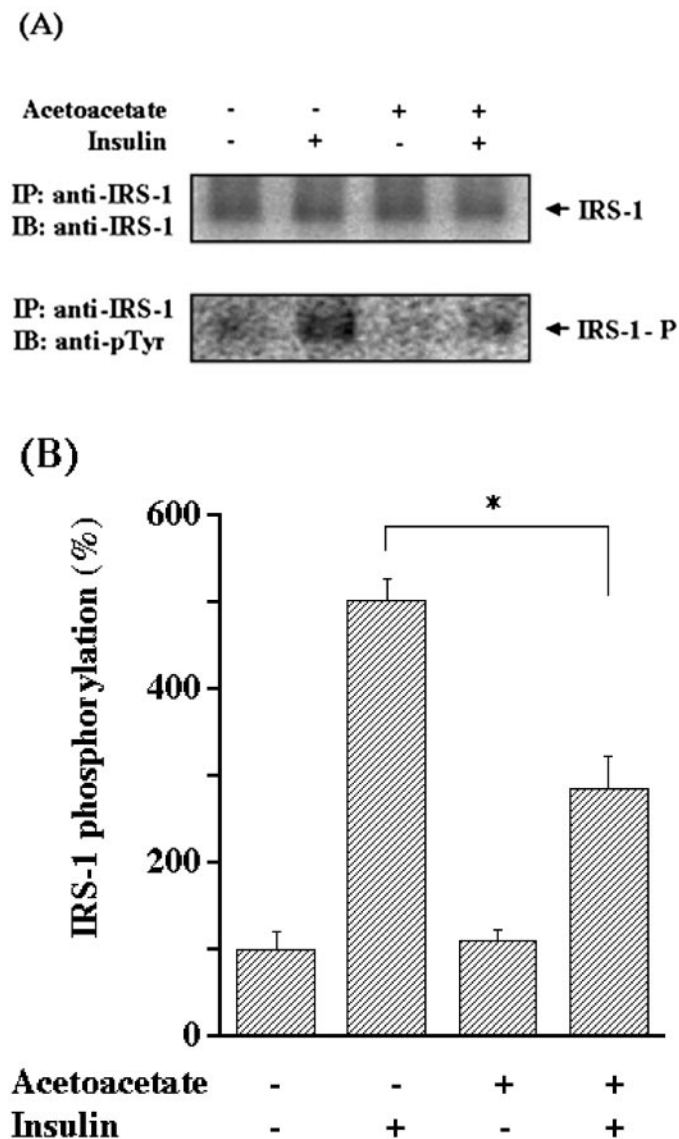 (A)
Acetoacetate - - + +
Insulin - + - +
IP: anti-IRS-1
IB: anti-IRS-1
← IRS-1
IP: anti-IRS-1
IB: anti-pTyr
← IRS-1- P
(B)
IRS-1 phosphorylation (%)
600
400
200
0
*
Acetoacetate - - + +
Insulin - + - +